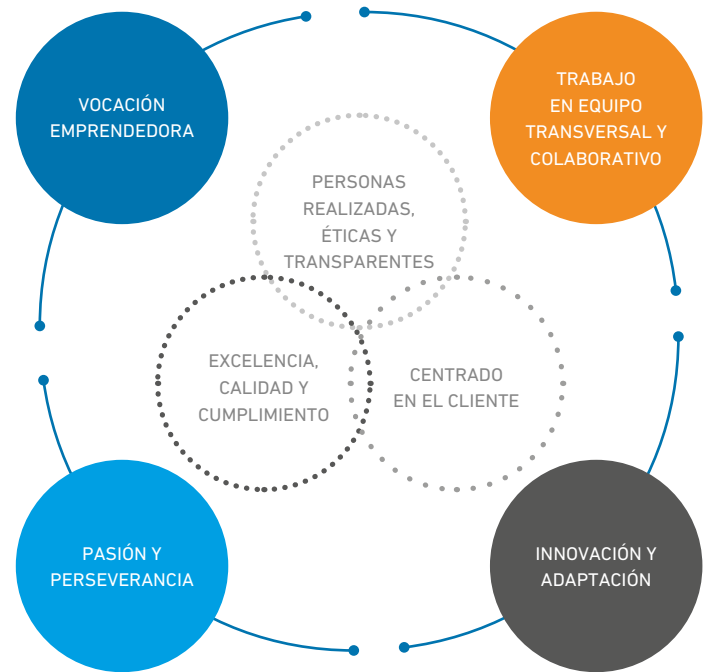 VOCACIÓN
EMPRENDEDORA
TRABAJO
EN EQUIPO
TRANSVERSAL Y
COLABORATIVO
PERSONAS
REALIZADAS,
ÉTICAS Y
TRANSPARENTES
EXCELENCIA,
CALIDAD Y
CUMPLIMIENTO
CENTRADO
EN EL CLIENTE
PASIÓN Y
PERSEVERANCIA
INNOVACIÓN Y
ADAPTACIÓN